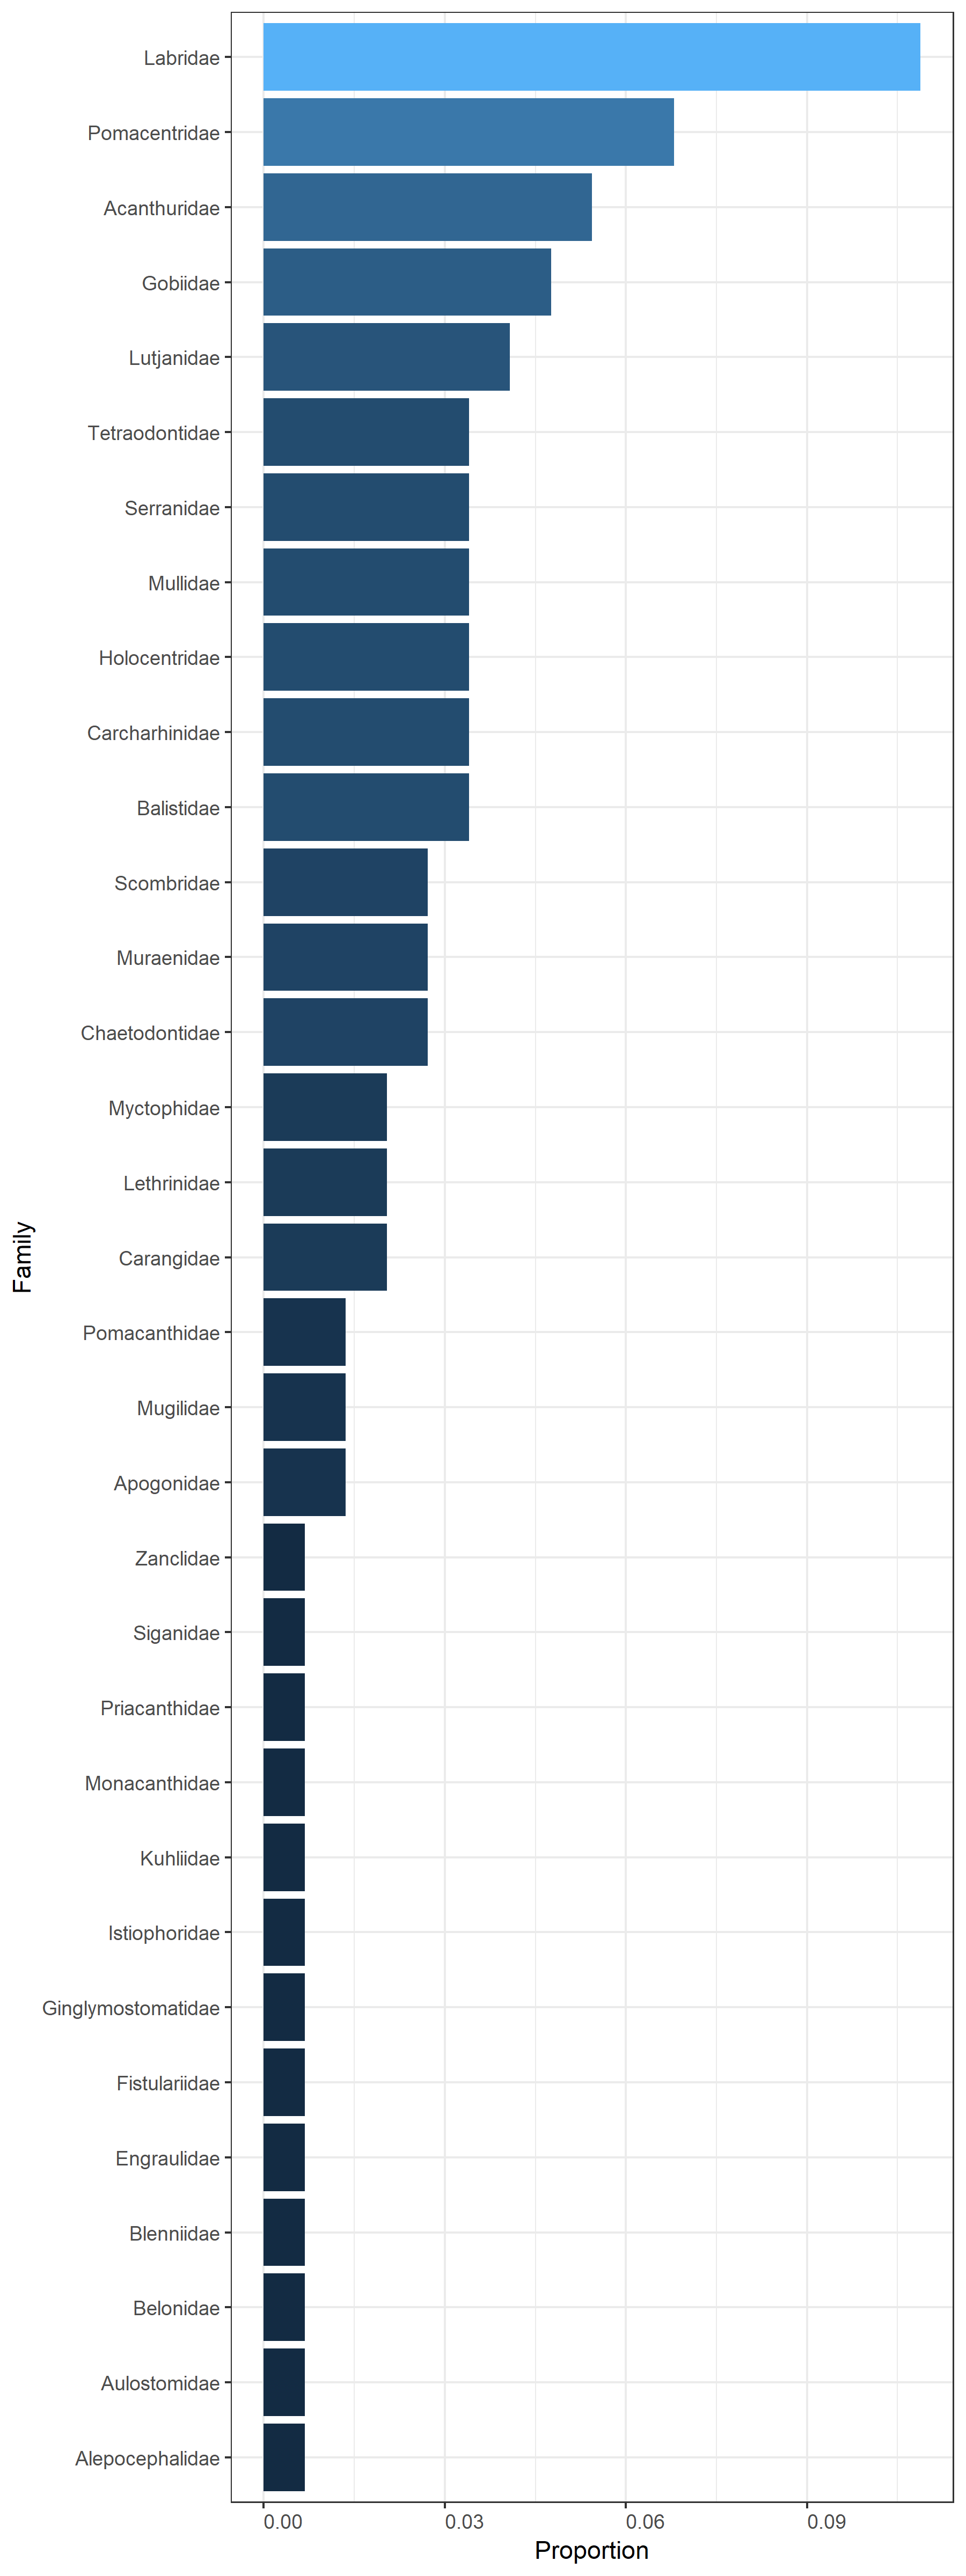 Labridae
Pomacentridae
Acanthuridae
Gobiidae
Lutjanidae
Tetraodontidae
Serranidae
Mullidae
Holocentridae
Carcharhinidae
Balistidae
Scombridae
Muraenidae
Chaetodontidae
Myctophidae
Lethrinidae
Carangidae
Pomacanthidae
Mugilidae
Apogonidae
Zanclidae
Siganidae
Priacanthidae
Monacanthidae
Kuhliidae
Istiophoridae
Ginglymostomatidae
Fistulariidae
Engraulidae
Blenniidae
Belonidae
Aulostomidae
Alepocephalidae
Family
0.00 0.03 0.06 0.09
Proportion